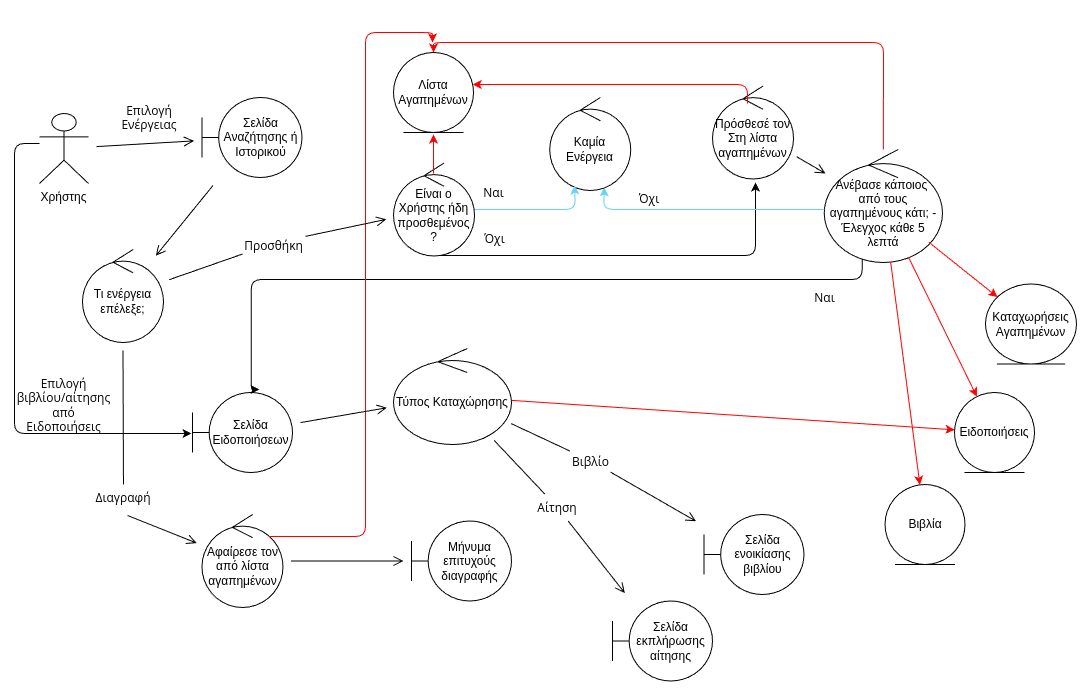 Λίστα
Αγαπημένων
Επιλογή
Ενέργειας
Σελίδα
Αναζήτησης ή
Ιστορικού
Πρόσθεσέ τον
Στη λίστα
αγαπημένων
Καμία
Ενέργεια
Χρήστης
Είναι ο
Χρήστης ήδη
προσθεμένος
?
Ναι
Όχι
Ανέβασε κάποιος
από τους
αγαπημένους κάτι; -
Έλεγχος κάθε 5
λεπτά
Όχι
Προσθήκη
Τι ενέργεια
επέλεξε;
Ναι
Καταχωρήσεις
Αγαπημένων
Επιλογή
βιβλίου/αίτησης
από
Ειδοποιήσεις
Τύπος Καταχώρησης
Σελίδα
Ειδοποιήσεων
Ειδοποιήσεις
Βιβλίο
Διαγραφή
Αίτηση
Βιβλία
Αφαίρεσε τον
από λίστα
αγαπημένων
Μήνυμα
επιτυχούς
διαγραφής
Σελίδα
ενοικίασης
βιβλίου
Σελίδα
εκπλήρωσης
αίτησης